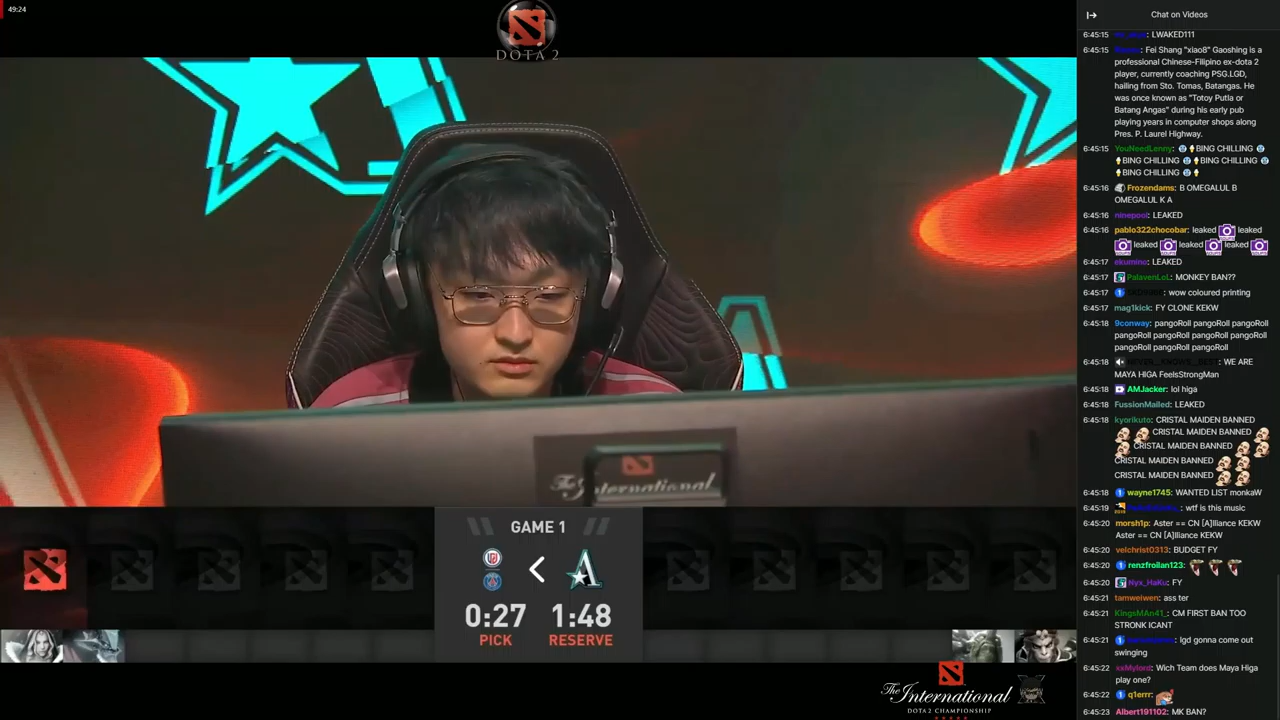 49:24
DOTA 2
The International
GAME 1
<
0:27
1:48
PICK
RESERVE
The International
DOTA 2 CHAMPIONSHIP
Chat on Videos
6:45:15 : LWAKED111
6:45:15 : Fei Shang "xiao8" Gaoshing is a
professional Chinese-Filipino ex-dota 2
player, currently coaching PSG.LGD,
hailing from Sto. Tomas, Batangas. He
was once known as "Totoy Putla or
Batang Angas" during his early pub
playing years in computer shops along
Pres. P. Laurel Highway.
6:45:15 YouNeedLenny: BING CHILLING
BING CHILLING BING CHILLING
BING CHILLING
6:45:16 Frozendams: B OMEGALUL B
OMEGALUL K A
6:45:16 ninepool: LEAKED
6:45:16 pablo322chocobar: leaked leaked
leaked leaked leaked
6:45:17 ekumino: LEAKED
6:45:17 PalavenLoL: MONKEY BAN??
6:45:17 : wow coloured printing
6:45:17 mag1kick: FY CLONE KEKW
6:45:18 9conway: pangoRoll pangoRoll pangoRoll
pangoRoll pangoRoll pangoRoll pangoRoll
pangoRoll pangoRoll pangoRoll
6:45:18 : WE ARE
MAYA HIGA FeelsStrongMan
6:45:18 AMJacker: lol higa
6:45:18 FussionMailed: LEAKED
6:45:18 kyorikuto: CRISTAL MAIDEN BANNED
CRISTAL MAIDEN BANNED
CRISTAL MAIDEN BANNED
CRISTAL MAIDEN BANNED
CRISTAL MAIDEN BANNED
6:45:18 wayne1745: WANTED LIST monkaW
6:45:19 : wtf is this music
6:45:20 morsh1p: Aster == CN [A]lliance KEKW
Aster == CN [A]lliance KEKW
6:45:20 velchrist0313: BUDGET FY
6:45:20 renzfroilan123:
6:45:20 Nyx_HaKu: FY
6:45:21 tamweiwen: ass ter
6:45:21 KingsMAn41_: CM FIRST BAN TOO
STRONK ICANT
6:45:21 : lgd gonna come out
swinging
6:45:22 xxMylord: Wich Team does Maya Higa
play one?
6:45:22 q1errr:
6:45:23 Albert191102: MK BAN?